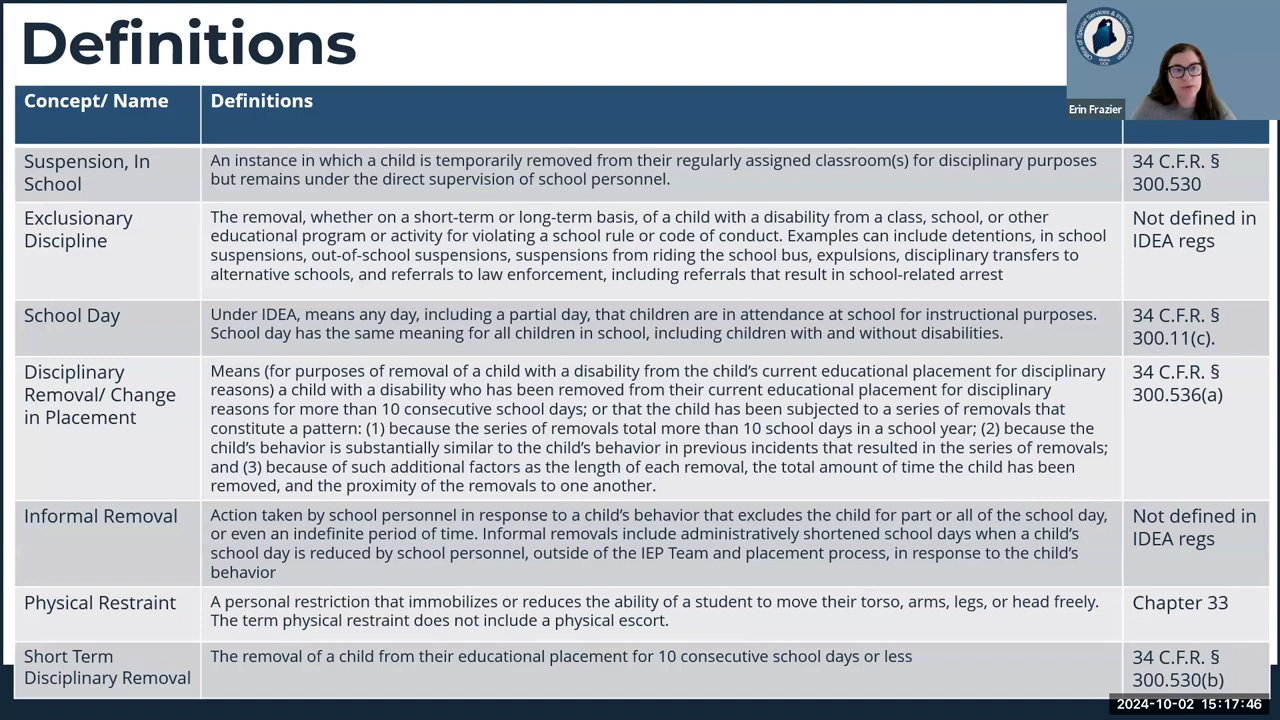 Definitions
Office of Special Services & Inclusive Education
Maine
DOE
Erin Frazier
Concept/ Name
Definitions
Suspension, In
School
An instance in which a child is temporarily removed from their regularly assigned classroom(s) for disciplinary purposes
but remains under the direct supervision of school personnel.
34 C.F.R. §
300.530
Exclusionary
Discipline
The removal, whether on a short-term or long-term basis, of a child with a disability from a class, school, or other
educational program or activity for violating a school rule or code of conduct. Examples can include detentions, in school
suspensions, out-of-school suspensions, suspensions from riding the school bus, expulsions, disciplinary transfers to
alternative schools, and referrals to law enforcement, including referrals that result in school-related arrest
Not defined in
IDEA regs
School Day
Under IDEA, means any day, including a partial day, that children are in attendance at school for instructional purposes.
School day has the same meaning for all children in school, including children with and without disabilities.
34 C.F.R. §
300.11(c).
Disciplinary
Removal/ Change
in Placement
Means (for purposes of removal of a child with a disability from the child’s current educational placement for disciplinary
reasons) a child with a disability who has been removed from their current educational placement for disciplinary
reasons for more than 10 consecutive school days; or that the child has been subjected to a series of removals that
constitute a pattern: (1) because the series of removals total more than 10 school days in a school year; (2) because the
child’s behavior is substantially similar to the child’s behavior in previous incidents that resulted in the series of removals;
and (3) because of such additional factors as the length of each removal, the total amount of time the child has been
removed, and the proximity of the removals to one another.
34 C.F.R. §
300.536(a)
Informal Removal
Action taken by school personnel in response to a child’s behavior that excludes the child for part or all of the school day,
or even an indefinite period of time. Informal removals include administratively shortened school days when a child’s
school day is reduced by school personnel, outside of the IEP Team and placement process, in response to the child’s
behavior
Not defined in
IDEA regs
Physical Restraint
A personal restriction that immobilizes or reduces the ability of a student to move their torso, arms, legs, or head freely.
The term physical restraint does not include a physical escort.
Chapter 33
Short Term
Disciplinary Removal
The removal of a child from their educational placement for 10 consecutive school days or less
34 C.F.R. §
300.530(b)
2024-10-02 15:17:46